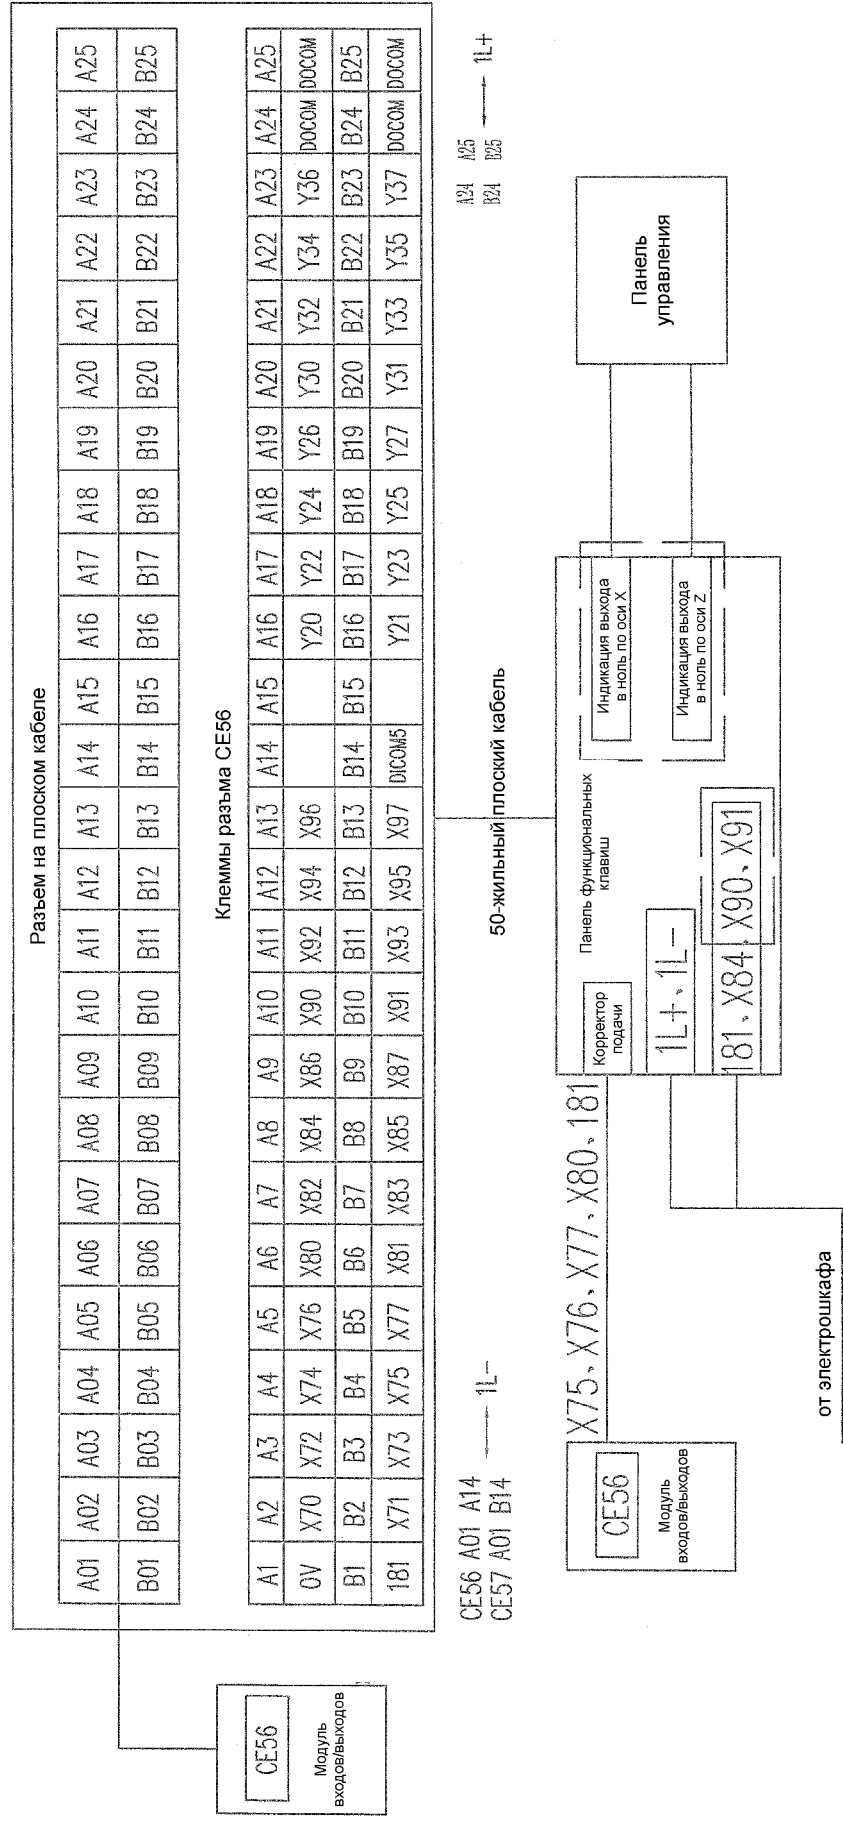 Разъем на плоском кабеле
A01 A02 A03 A04 A05 A06 A07 A08 A09 A10 A11 A12 A13 A14 A15 A16 A17 A18 A19 A20 A21 A22 A23 A24 A25
B01 B02 B03 B04 B05 B06 B07 B08 B09 B10 B11 B12 B13 B14 B15 B16 B17 B18 B19 B20 B21 B22 B23 B24 B25
Клеммы разъма CE56
A1 A2 A3 A4 A5 A6 A7 A8 A9 A10 A11 A12 A13 A14 A15 A16 A17 A18 A19 A20 A21 A22 A23 A24 A25
0V X70 X72 X74 X76 X80 X82 X84 X86 X90 X92 X94 X96 Y20 Y22 Y24 Y26 Y30 Y32 Y34 Y36 DOCOM DOCOM
B1 B2 B3 B4 B5 B6 B7 B8 B9 B10 B11 B12 B13 B14 B15 B16 B17 B18 B19 B20 B21 B22 B23 B24 B25
181 X71 X73 X75 X77 X81 X83 X85 X87 X91 X93 X95 X97 DICOM5 Y21 Y23 Y25 Y27 Y31 Y33 Y35 Y37 DOCOM DOCOM
CE56
Модуль
входов/выходов
CE56 A01 A14
CE57 A01 B14
1L-
A24 A25
B24 B25
1L+
50-жильный плоский кабель
CE56
Модуль
входов/выходов
X75、X76、X77、X80、181
Корректор
подачи
Панель функциональных
клавиш
Индикация выхода
в ноль по оси X
Индикация выхода
в ноль по оси Z
Панель
управления
1L+、1L-
181、X84、X90、X91
от электрошкафа